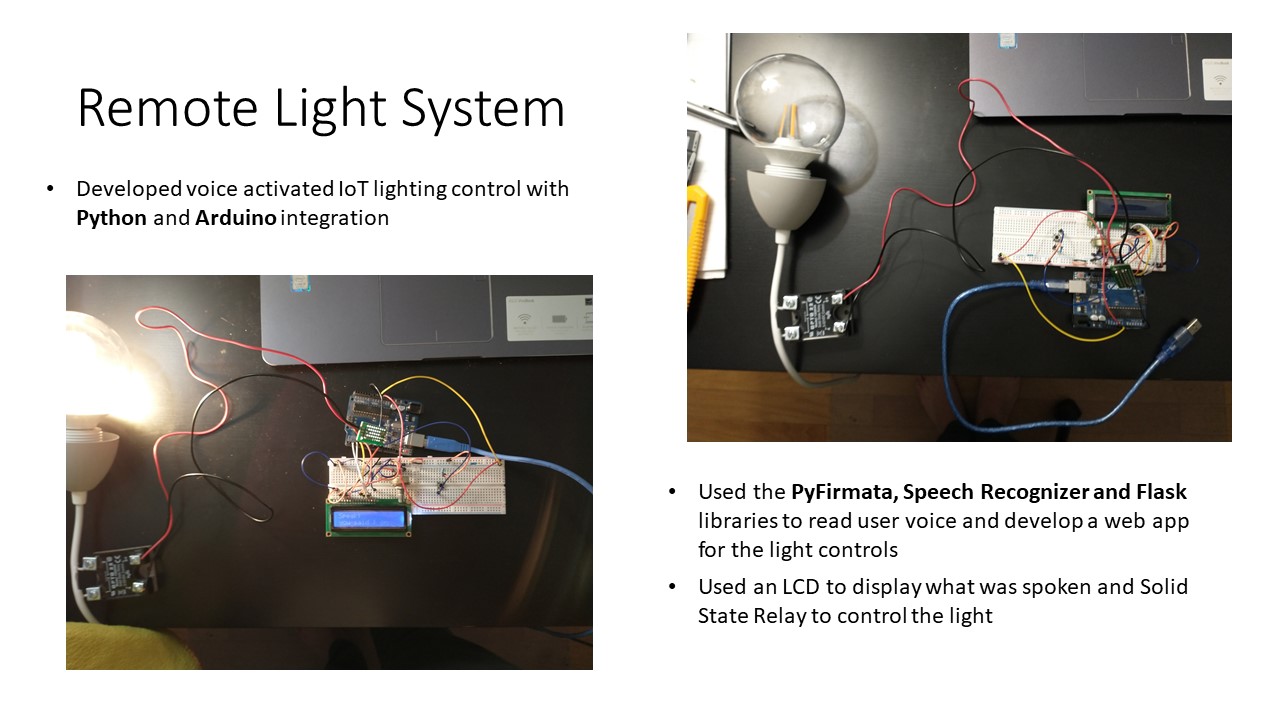 Remote Light System
• Developed voice activated IoT lighting control with
Python and Arduino integration
• Used the PyFirmata, Speech Recognizer and Flask
libraries to read user voice and develop a web app
for the light controls
• Used an LCD to display what was spoken and Solid
State Relay to control the light